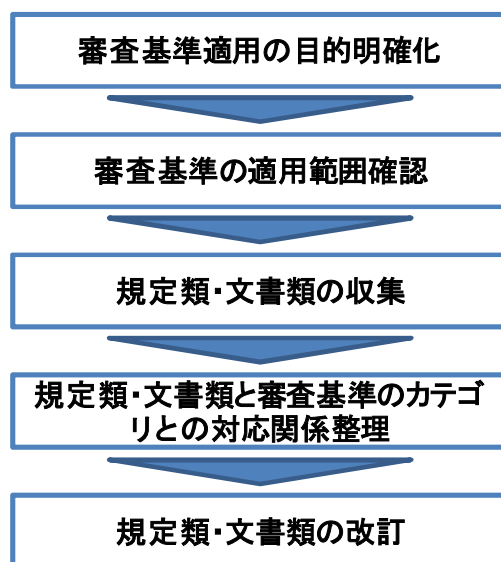 審査基準適用の目的明確化
審査基準の適用範囲確認
規定類・文書類の収集
規定類・文書類と審査基準のカテゴ
リとの対応関係整理
規定類・文書類の改訂